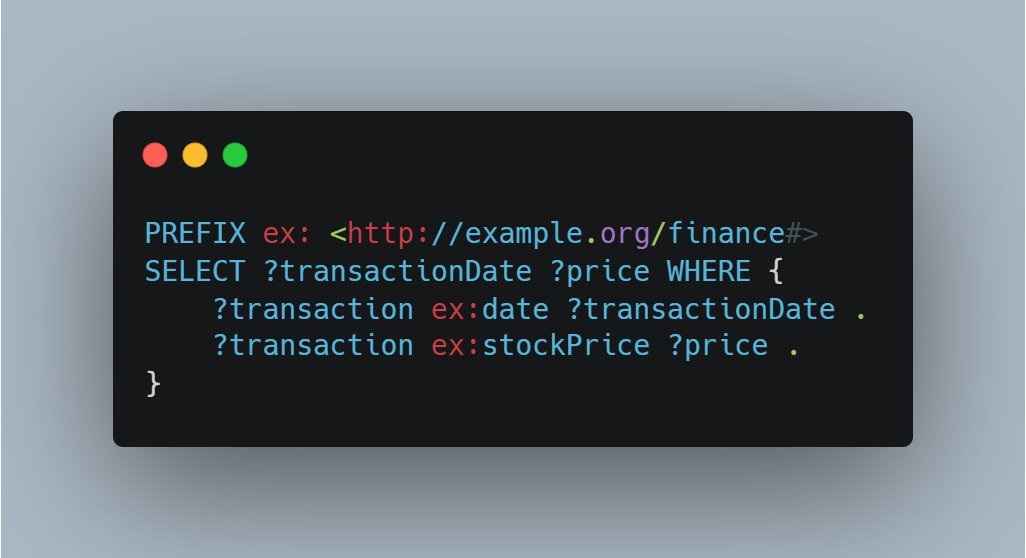 PREFIX ex: <http://example.org/finance#>
SELECT ?transactionDate ?price WHERE {
    ?transaction ex:date ?transactionDate .
    ?transaction ex:stockPrice ?price .
}